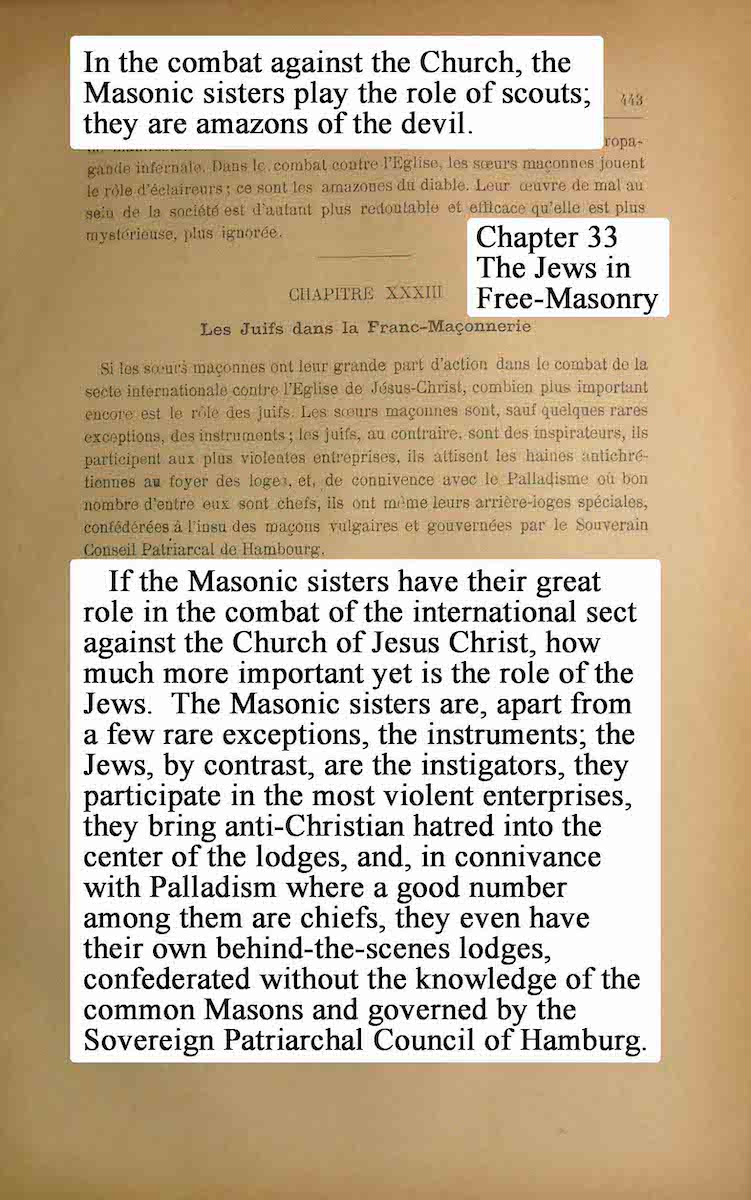 In the combat against the Church, the
Masonic sisters play the role of scouts;
they are amazons of the devil.
443
ropa-
gande infernale. Dans le combat contre l'Eglise, les sœurs maçonnes jouent
le rôle d'éclaireurs ; ce sont les amazones du diable. Leur œuvre de mal au
sein de la société est d'autant plus redoutable et efficace qu'elle est plus
mystérieuse, plus ignorée.
Chapter 33
The Jews in
Free-Masonry
CHAPITRE XXXIII
Les Juifs dans la Franc-Maçonnerie
Si les sœurs maçonnes ont leur grande part d'action dans le combat de la
secte internationale contre l'Eglise de Jésus-Christ, combien plus important
encore est le rôle des juifs. Les sœurs maçonnes sont, sauf quelques rares
exceptions, des instruments ; les juifs, au contraire, sont des inspirateurs, ils
participent aux plus violentes entreprises, ils attisent les haines antichré-
tiennes au foyer des loges, et, de connivence avec le Palladisme où bon
nombre d'entre eux sont chefs, ils ont même leurs arrière-loges spéciales,
confédérées à l'insu des maçons vulgaires et gouvernées par le Souverain
Conseil Patriarcal de Hambourg.
If the Masonic sisters have their great
role in the combat of the international sect
against the Church of Jesus Christ, how
much more important yet is the role of the
Jews. The Masonic sisters are, apart from
a few rare exceptions, the instruments; the
Jews, by contrast, are the instigators, they
participate in the most violent enterprises,
they bring anti-Christian hatred into the
center of the lodges, and, in connivance
with Palladism where a good number
among them are chiefs, they even have
their own behind-the-scenes lodges,
confederated without the knowledge of the
common Masons and governed by the
Sovereign Patriarchal Council of Hamburg.